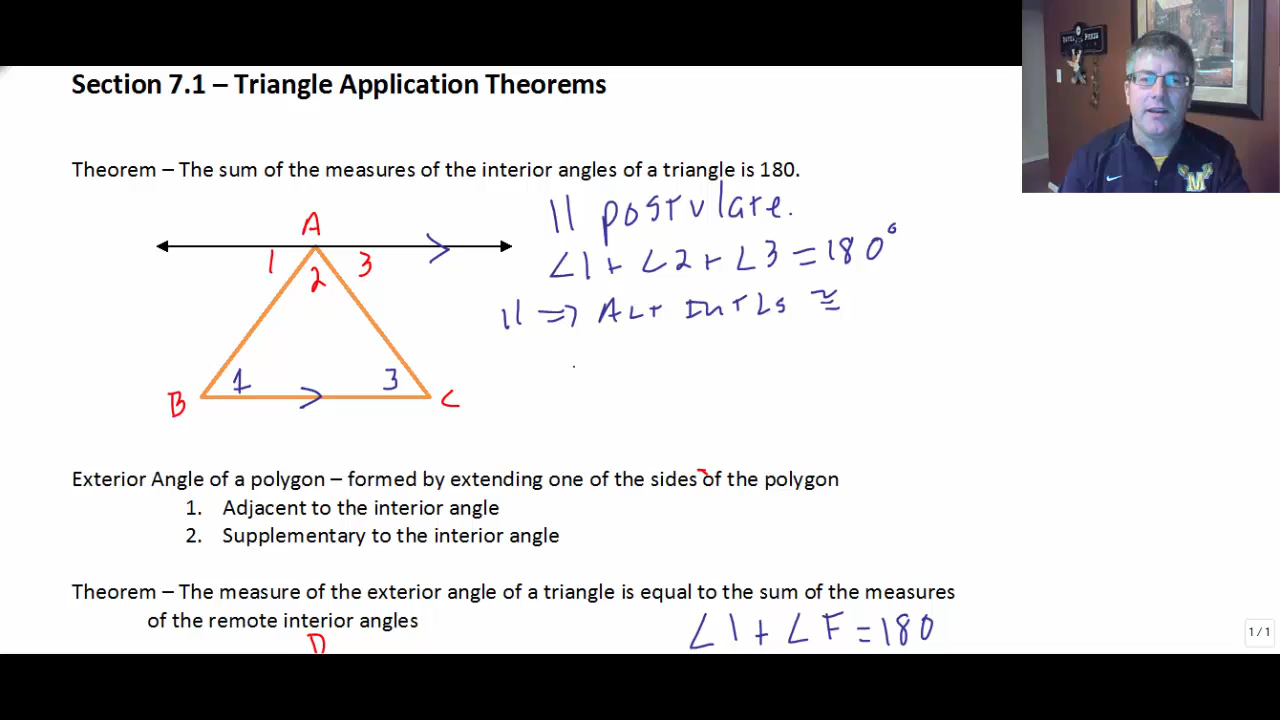 Section 7.1 – Triangle Application Theorems
Theorem – The sum of the measures of the interior angles of a triangle is 180.
|| postulate.
A
1 2 3
∠1 + ∠2 + ∠3 = 180°
|| => ALT INT ∠s ≅
1 3
B C
Exterior Angle of a polygon – formed by extending one of the sides of the polygon
1. Adjacent to the interior angle
2. Supplementary to the interior angle
Theorem – The measure of the exterior angle of a triangle is equal to the sum of the measures
of the remote interior angles
D
∠1 + ∠F = 180
1 / 1
M